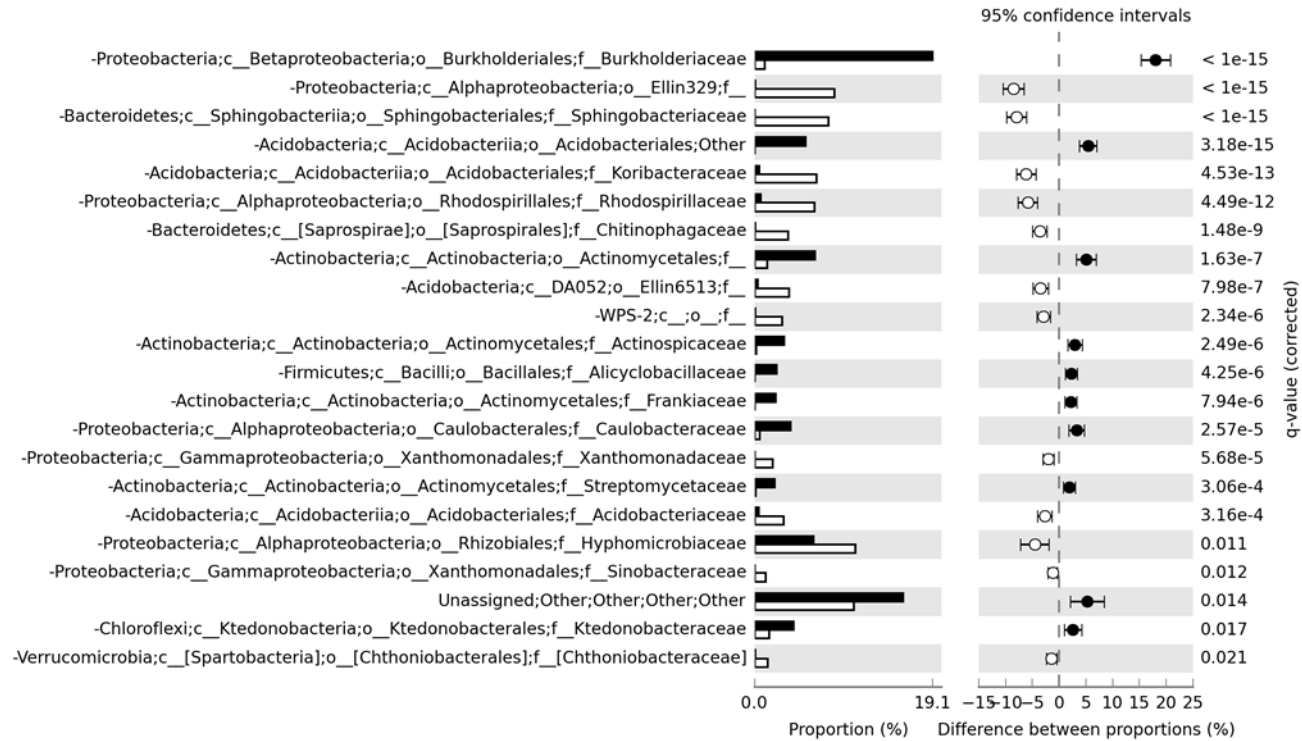 95% confidence intervals
-Proteobacteria;c__Betaproteobacteria;o__Burkholderiales;f__Burkholderiaceae < 1e-15
-Proteobacteria;c__Alphaproteobacteria;o__Ellin329;f__ < 1e-15
-Bacteroidetes;c__Sphingobacteriia;o__Sphingobacteriales;f__Sphingobacteriaceae < 1e-15
-Acidobacteria;c__Acidobacteriia;o__Acidobacteriales;Other 3.18e-15
-Acidobacteria;c__Acidobacteriia;o__Acidobacteriales;f__Koribacteraceae 4.53e-13
-Proteobacteria;c__Alphaproteobacteria;o__Rhodospirillales;f__Rhodospirillaceae 4.49e-12
-Bacteroidetes;c__[Saprospirae];o__[Saprospirales];f__Chitinophagaceae 1.48e-9
-Actinobacteria;c__Actinobacteria;o__Actinomycetales;f__ 1.63e-7
-Acidobacteria;c__DA052;o__Ellin6513;f__ 7.98e-7
-WPS-2;c__;o__;f__ 2.34e-6
-Actinobacteria;c__Actinobacteria;o__Actinomycetales;f__Actinospicaceae 2.49e-6
-Firmicutes;c__Bacilli;o__Bacillales;f__Alicyclobacillaceae 4.25e-6
-Actinobacteria;c__Actinobacteria;o__Actinomycetales;f__Frankiaceae 7.94e-6
-Proteobacteria;c__Alphaproteobacteria;o__Caulobacterales;f__Caulobacteraceae 2.57e-5
-Proteobacteria;c__Gammaproteobacteria;o__Xanthomonadales;f__Xanthomonadaceae 5.68e-5
-Actinobacteria;c__Actinobacteria;o__Actinomycetales;f__Streptomycetaceae 3.06e-4
-Acidobacteria;c__Acidobacteriia;o__Acidobacteriales;f__Acidobacteriaceae 3.16e-4
-Proteobacteria;c__Alphaproteobacteria;o__Rhizobiales;f__Hyphomicrobiaceae 0.011
-Proteobacteria;c__Gammaproteobacteria;o__Xanthomonadales;f__Sinobacteraceae 0.012
Unassigned;Other;Other;Other;Other 0.014
-Chloroflexi;c__Ktedonobacteria;o__Ktedonobacterales;f__Ktedonobacteraceae 0.017
-Verrucomicrobia;c__[Spartobacteria];o__[Chthoniobacterales];f__[Chthoniobacteraceae] 0.021
q-value (corrected)
0.0 19.1 −15 −10 −5 0 5 10 15 20 25
Proportion (%) Difference between proportions (%)